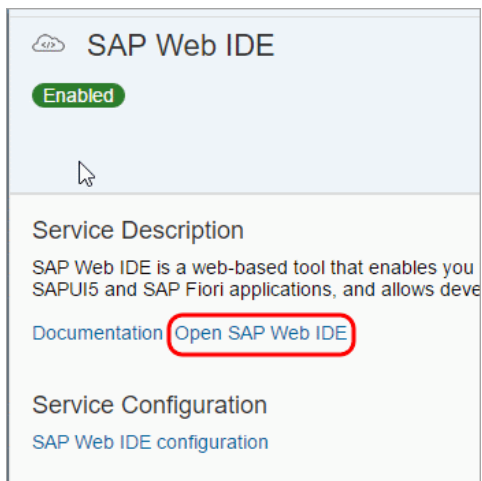 SAP Web IDE
Enabled
Service Description
SAP Web IDE is a web-based tool that enables you
SAPUI5 and SAP Fiori applications, and allows deve
Documentation Open SAP Web IDE
Service Configuration
SAP Web IDE configuration